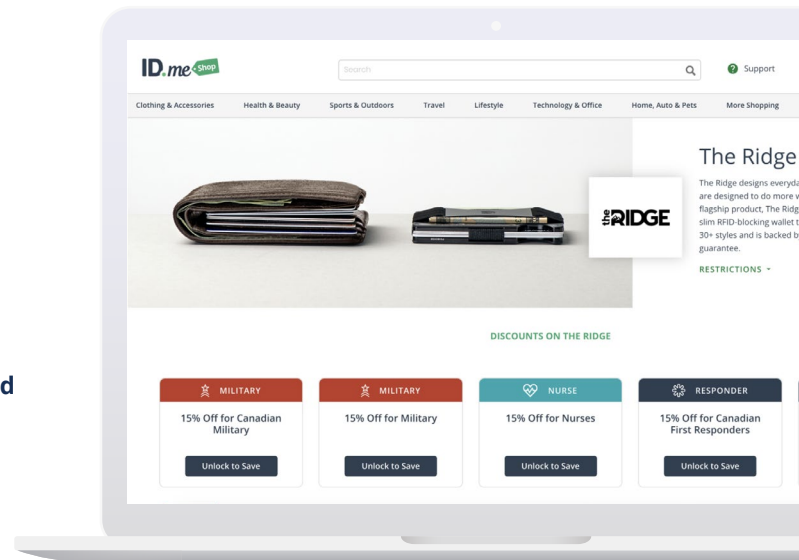 ID.me Shop
Search
Support
Clothing & Accessories Health & Beauty Sports & Outdoors Travel Lifestyle Technology & Office Home, Auto & Pets More Shopping
The Ridge
The Ridge designs everyda
are designed to do more w
flagship product, The Ridg
slim RFID-blocking wallet t
30+ styles and is backed b
guarantee.
the RIDGE
RESTRICTIONS
DISCOUNTS ON THE RIDGE
d
MILITARY
15% Off for Canadian
Military
Unlock to Save
MILITARY
15% Off for Military
Unlock to Save
NURSE
15% Off for Nurses
Unlock to Save
RESPONDER
15% Off for Canadian
First Responders
Unlock to Save